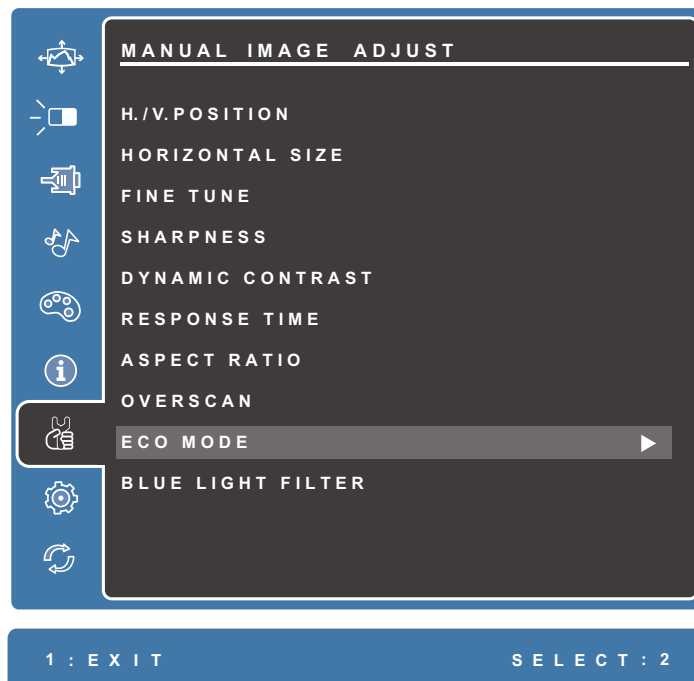 MANUAL IMAGE ADJUST
H./V.POSITION
HORIZONTAL SIZE
FINE TUNE
SHARPNESS
DYNAMIC CONTRAST
RESPONSE TIME
ASPECT RATIO
OVERSCAN
ECO MODE
BLUE LIGHT FILTER
1:EXIT SELECT:2